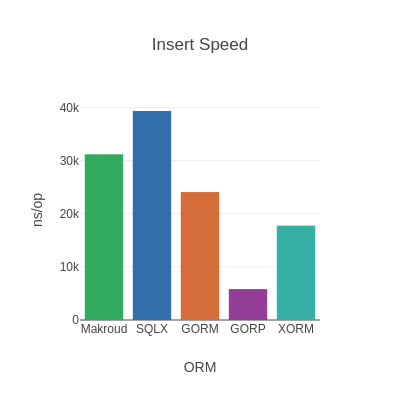 Insert Speed
40k
30k
20k
10k
0
ns/op
Makroud SQLX GORM GORP XORM
ORM